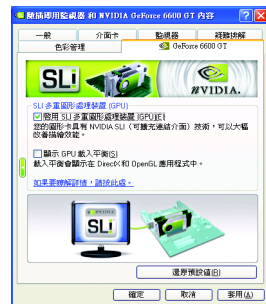 隨插即用監視器 和 NVIDIA GeForce 6600 GT 內容
一般
介面卡
監視器
疑難排解
色彩管理
GeForce 6600 GT
SLI
NVIDIA.
SLI 多重圖形處理裝置 (GPU)
啟用 SLI 多重圖形處理裝置 (GPU)(E)
您的圖形卡具有 NVIDIA SLI（可擴充連結介面）技術，可以大幅
改善描繪效能。
顯示 GPU 載入平衡(S)
載入平衡會顯示在 DirectX 和 OpenGL 應用程式中。
如果要瞭解詳情，請按此處。
SLI
還原預設值(R)
確定
取消
套用(A)